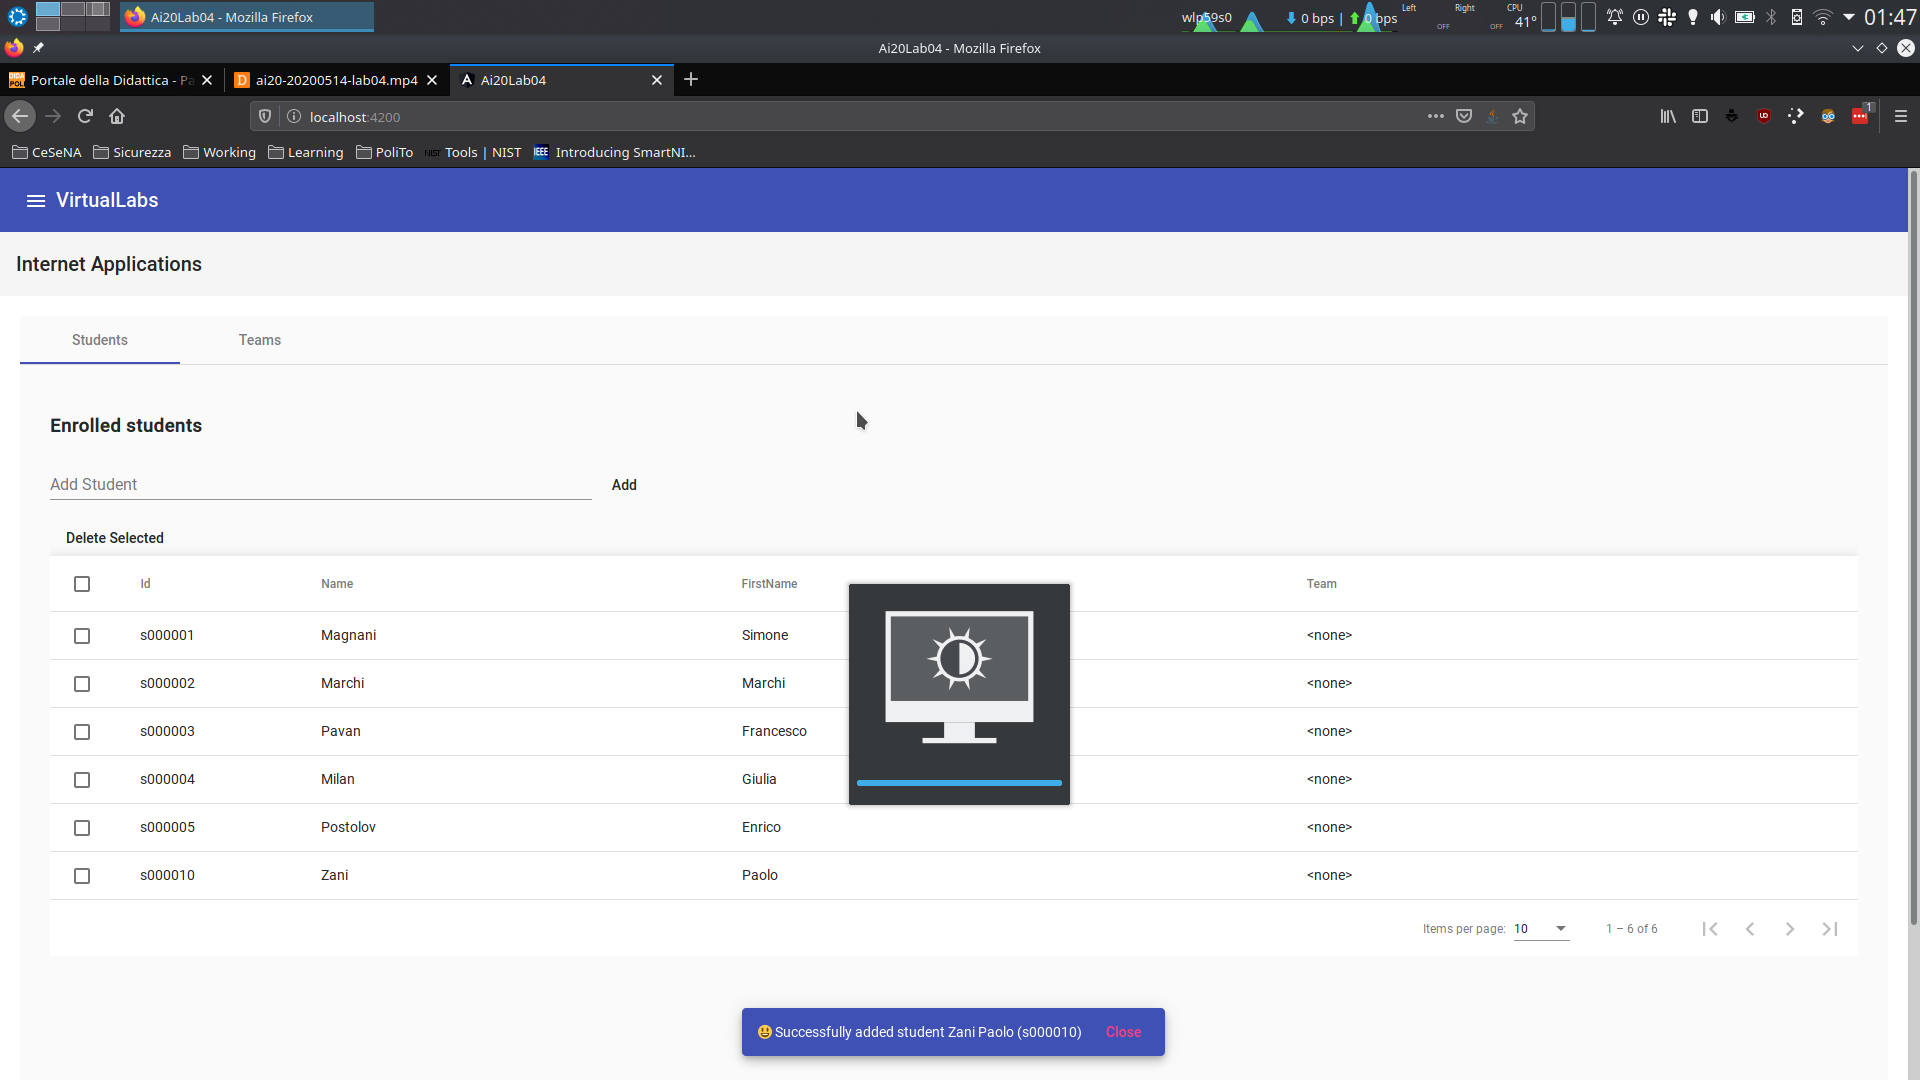 Ai20Lab04 - Mozilla Firefox
wlp59s0
0 bps | 0 bps
Left
OFF
Right
OFF
CPU
41°
01:47
Ai20Lab04 - Mozilla Firefox
Portale della Didattica - Pa
ai20-20200514-lab04.mp4
Ai20Lab04
localhost:4200
1
CeSeNA
Sicurezza
Working
Learning
PoliTo
NIST Tools | NIST
IEEE Introducing SmartNI...
VirtualLabs
Internet Applications
Students
Teams
Enrolled students
Add Student
Add
Delete Selected
Id Name FirstName Team
s000001 Magnani Simone <none>
s000002 Marchi Marchi <none>
s000003 Pavan Francesco <none>
s000004 Milan Giulia <none>
s000005 Postolov Enrico <none>
s000010 Zani Paolo <none>
Items per page: 10 1 – 6 of 6
😃 Successfully added student Zani Paolo (s000010) Close